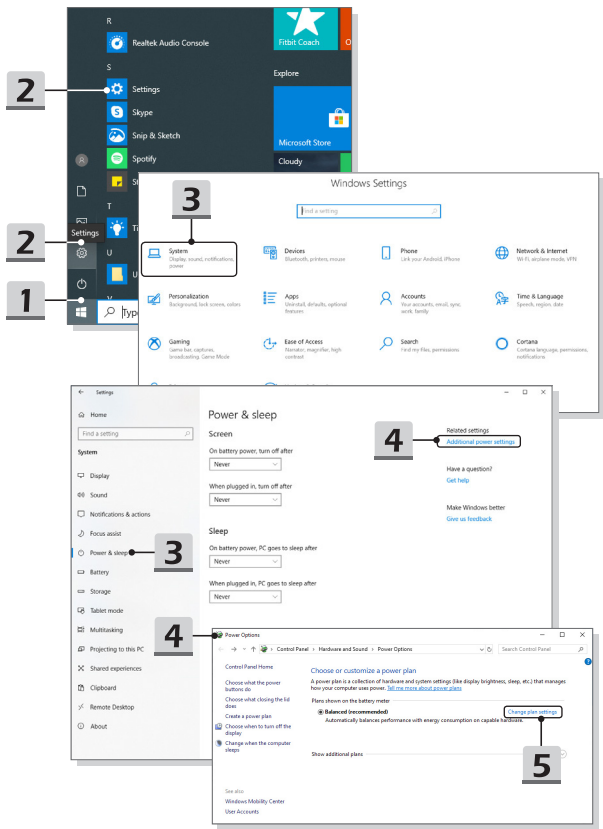 R
Realtek Audio Console
S
2
Settings
Skype
Snip & Sketch
Spotify
T
U
Settings
2
1
Fitbit Coach
Explore
Microsoft Store
Cloudy
Windows Settings
Find a setting
3
System
Display, sound, notifications, power
Devices
Bluetooth, printers, mouse
Phone
Link your Android, iPhone
Network & Internet
Wi-Fi, airplane mode, VPN
Personalization
Background, lock screen, colors
Apps
Uninstall, defaults, optional features
Accounts
Your accounts, email, sync, work, family
Time & Language
Speech, region, date
Gaming
Game bar, captures, broadcasting, Game Mode
Ease of Access
Narrator, magnifier, high contrast
Search
Find my files, permissions
Cortana
Cortana language, permissions, notifications
Settings
Home
Find a setting
System
Display
Sound
Notifications & actions
Focus assist
Power & sleep
3
Battery
Storage
Tablet mode
Multitasking
Projecting to this PC
Shared experiences
Clipboard
Remote Desktop
About
Power & sleep
Screen
On battery power, turn off after
Never
When plugged in, turn off after
Never
Sleep
On battery power, PC goes to sleep after
Never
When plugged in, PC goes to sleep after
Never
4
Related settings
Additional power settings
Have a question?
Get help
Make Windows better
Give us feedback
4
Power Options
Control Panel > Hardware and Sound > Power Options
Search Control Panel
Control Panel Home
Choose what the power buttons do
Choose what closing the lid does
Create a power plan
Choose when to turn off the display
Change when the computer sleeps
See also
Windows Mobility Center
User Accounts
Choose or customize a power plan
A power plan is a collection of hardware and system settings (like display brightness, sleep, etc.) that manages
how your computer uses power. Tell me more about power plans
Plans shown on the battery meter
Balanced (recommended)
Change plan settings
Automatically balances performance with energy consumption on capable hardware.
Show additional plans
5